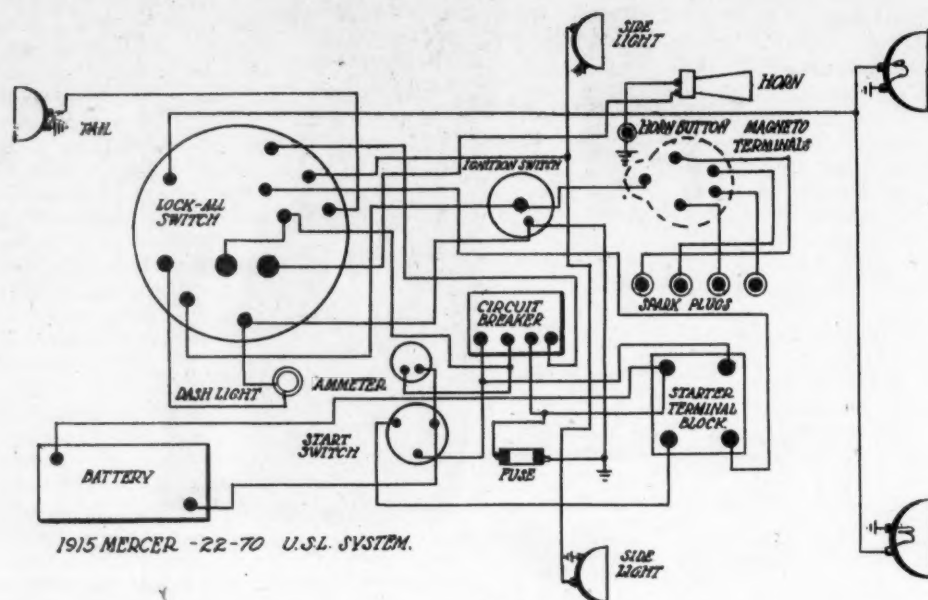 SIDE
LIGHT
HORN
TAIL
HORN BUTTON
MAGNETO
TERMINALS
IGNITION SWITCH
LOCK-ALL
SWITCH
CIRCUIT
BREAKER
SPARK PLUGS
DASH LIGHT
AMMETER
STARTER
TERMINAL
BLOCK
START
SWITCH
BATTERY
FUSE
1915 MERCER -22-70 U.S.L. SYSTEM.
SIDE
LIGHT